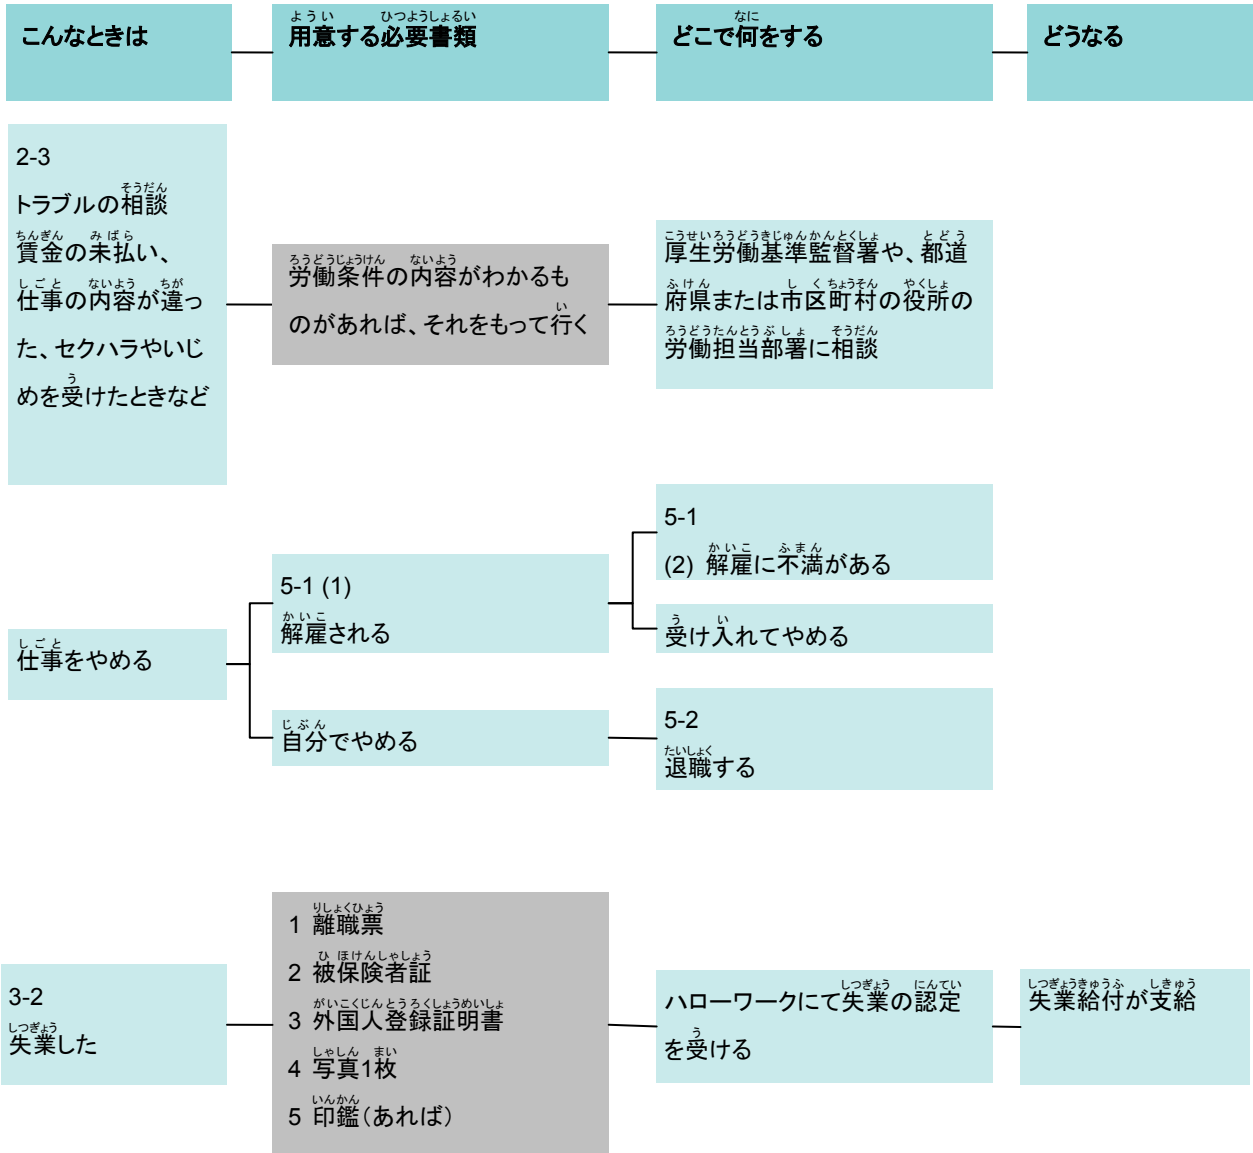 こんなときは
用意する必要書類
どこで何をする
どうなる
2-3
トラブルの相談
賃金の未払い、
仕事の内容が違っ
た、セクハラやいじ
めを受けたときなど
労働条件の内容がわかるも
のがあれば、それをもって行く
厚生労働基準監督署や、都道
府県または市区町村の役所の
労働担当部署に相談
仕事をやめる
5-1 (1)
解雇される
5-1
(2) 解雇に不満がある
受け入れてやめる
自分でやめる
5-2
退職する
3-2
失業した
1 離職票
2 被保険者証
3 外国人登録証明書
4 写真1枚
5 印鑑（あれば）
ハローワークにて失業の認定
を受ける
失業給付が支給